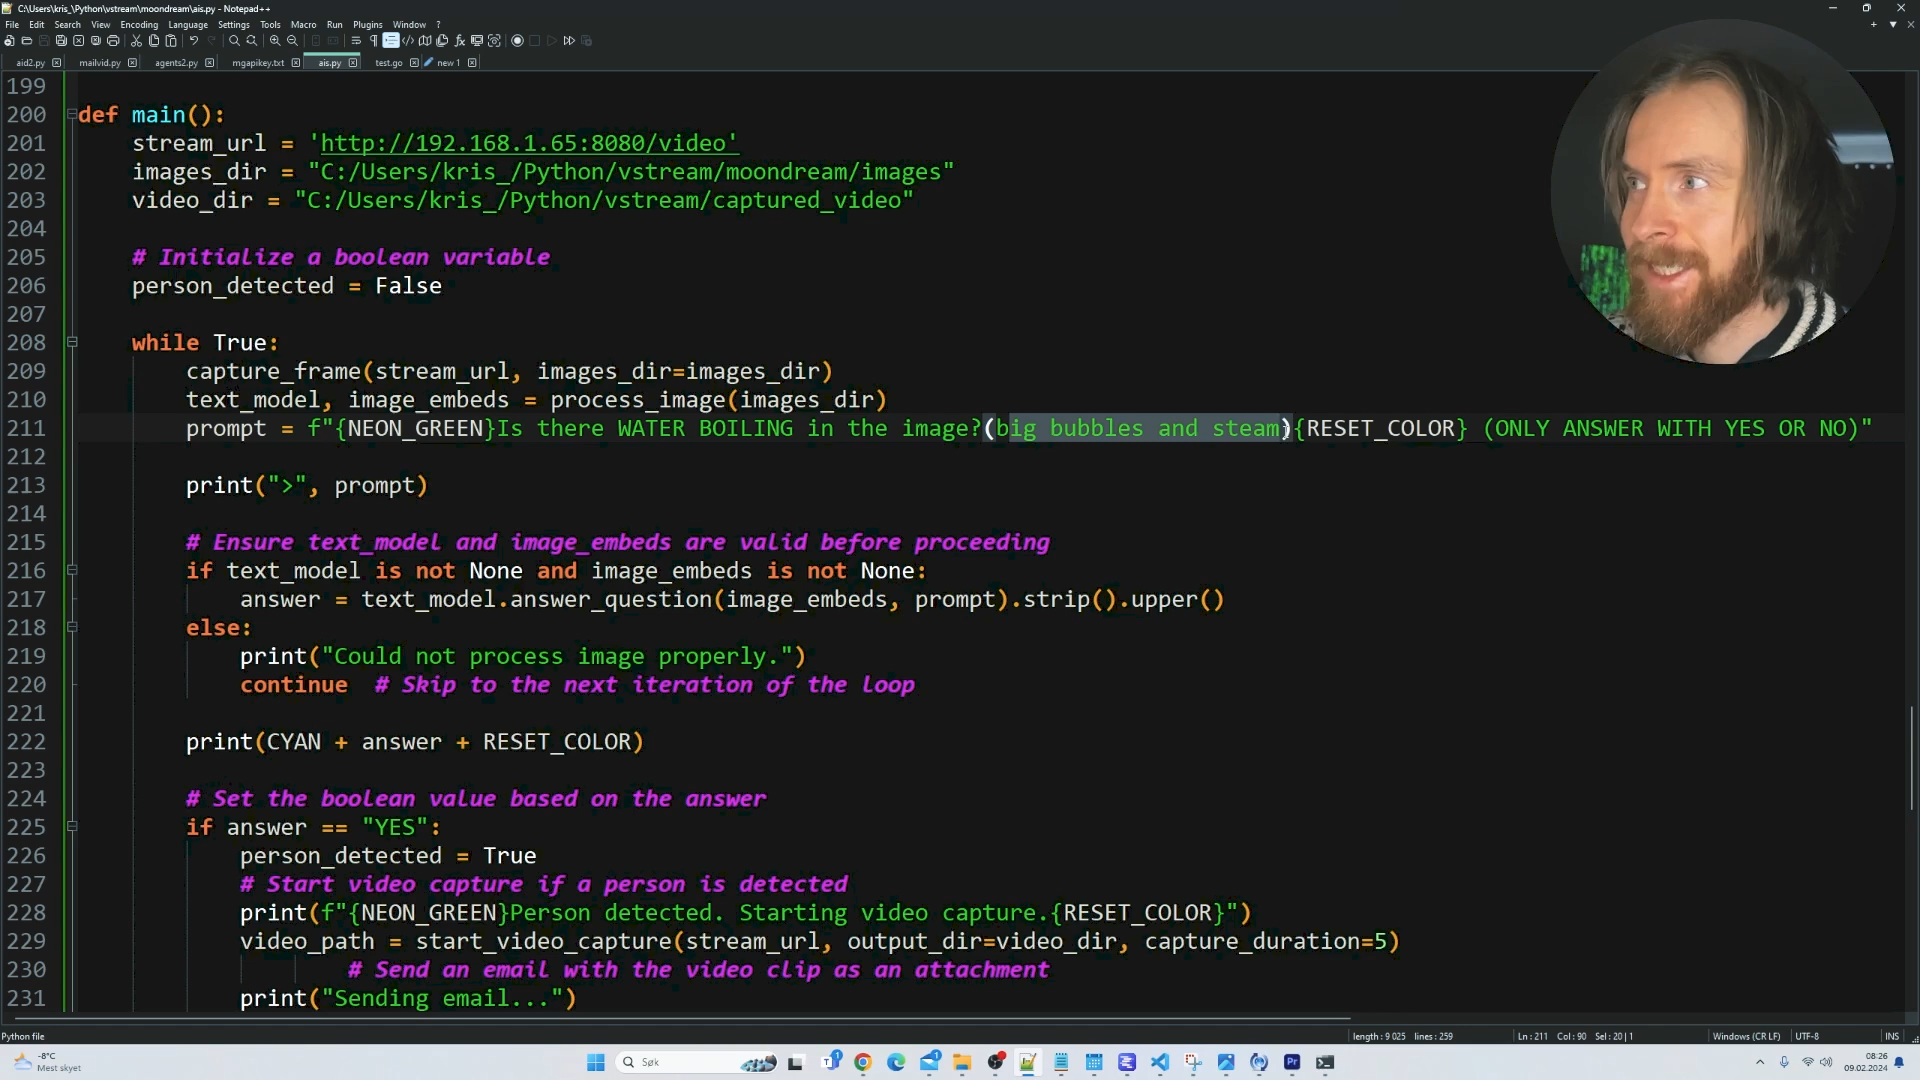 C:\Users\kris_\Python\vstream\moondream\ais.py - Notepad++
File Edit Search View Encoding Language Settings Tools Macro Run Plugins Window ?
aid2.py mailvid.py agents2.py mgapikey.txt ais.py test.go new 1
199
200 def main():
201 stream_url = 'http://192.168.1.65:8080/video'
202 images_dir = "C:/Users/kris_/Python/vstream/moondream/images"
203 video_dir = "C:/Users/kris_/Python/vstream/captured_video"
204
205 # Initialize a boolean variable
206 person_detected = False
207
208 while True:
209 capture_frame(stream_url, images_dir=images_dir)
210 text_model, image_embeds = process_image(images_dir)
211 prompt = f"{NEON_GREEN}Is there WATER BOILING in the image?(big bubbles and steam){RESET_COLOR} (ONLY ANSWER WITH YES OR NO)"
212
213 print(">", prompt)
214
215 # Ensure text_model and image_embeds are valid before proceeding
216 if text_model is not None and image_embeds is not None:
217 answer = text_model.answer_question(image_embeds, prompt).strip().upper()
218 else:
219 print("Could not process image properly.")
220 continue # Skip to the next iteration of the loop
221
222 print(CYAN + answer + RESET_COLOR)
223
224 # Set the boolean value based on the answer
225 if answer == "YES":
226 person_detected = True
227 # Start video capture if a person is detected
228 print(f"{NEON_GREEN}Person detected. Starting video capture.{RESET_COLOR}")
229 video_path = start_video_capture(stream_url, output_dir=video_dir, capture_duration=5)
230 # Send an email with the video clip as an attachment
231 print("Sending email...")
Python file length : 9 025 lines : 259 Ln : 211 Col : 90 Sel : 20 | 1 Windows (CR LF) UTF-8 INS
-8°C
Mest skyet
Søk
08:26
09.02.2024